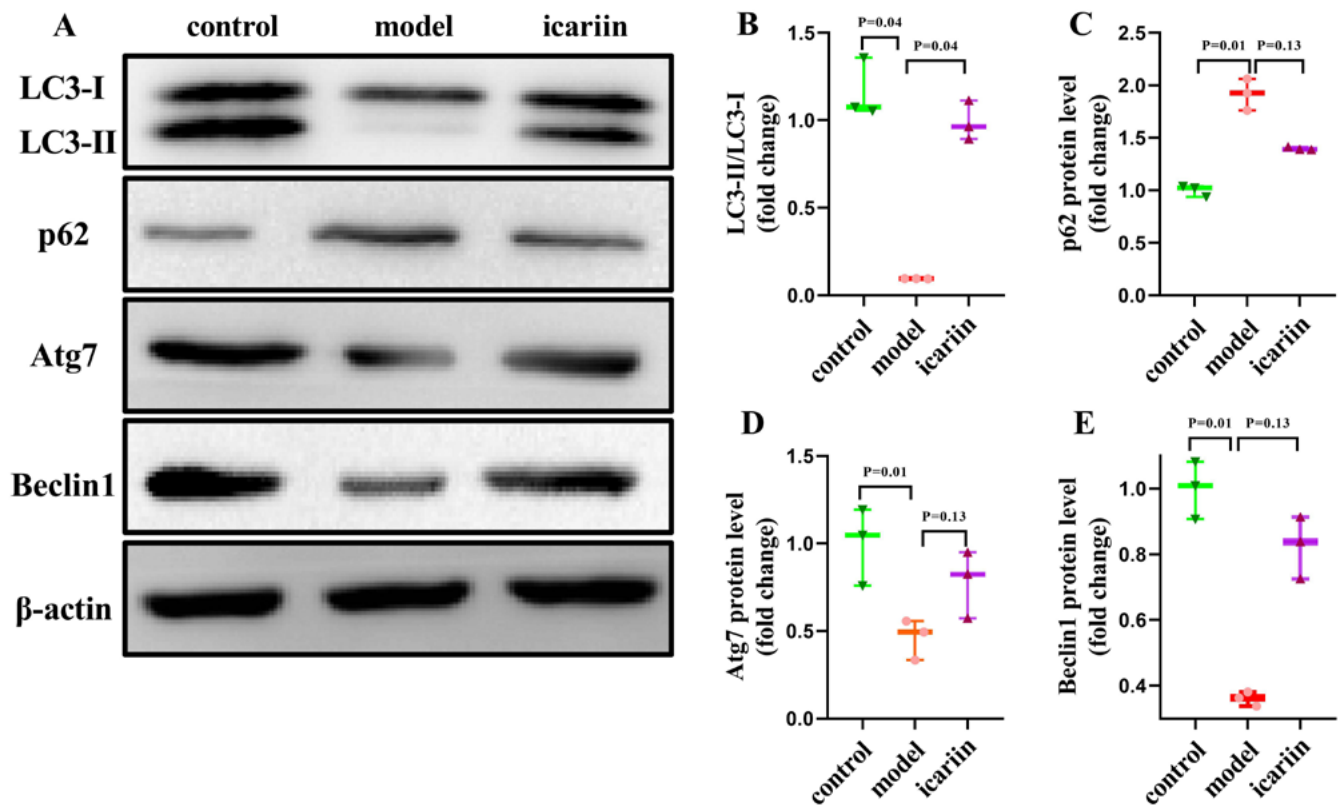 A
control model icariin
LC3-I
LC3-II
p62
Atg7
Beclin1
β-actin
B
LC3-II/LC3-I
(fold change)
1.5
1.0
0.5
0.0
P=0.04
P=0.04
control
model
icariin
C
p62 protein level
(fold change)
2.5
2.0
1.5
1.0
0.5
0.0
P=0.01
P=0.13
control
model
icariin
D
Atg7 protein level
(fold change)
1.5
1.0
0.5
0.0
P=0.01
P=0.13
control
model
icariin
E
Beclin1 protein level
(fold change)
1.0
0.8
0.6
0.4
P=0.01
P=0.13
control
model
icariin